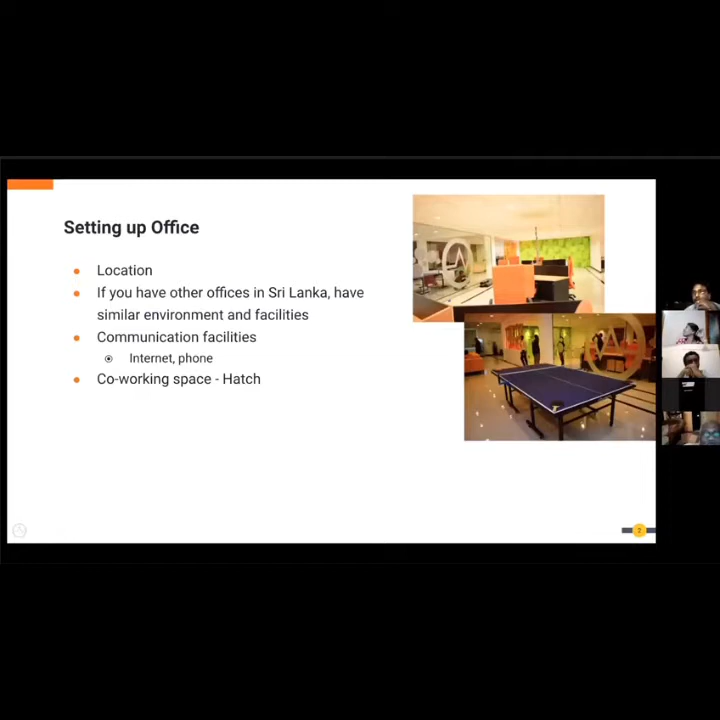 Setting up Office
Location
If you have other offices in Sri Lanka, have
similar environment and facilities
Communication facilities
Internet, phone
Co-working space - Hatch
2